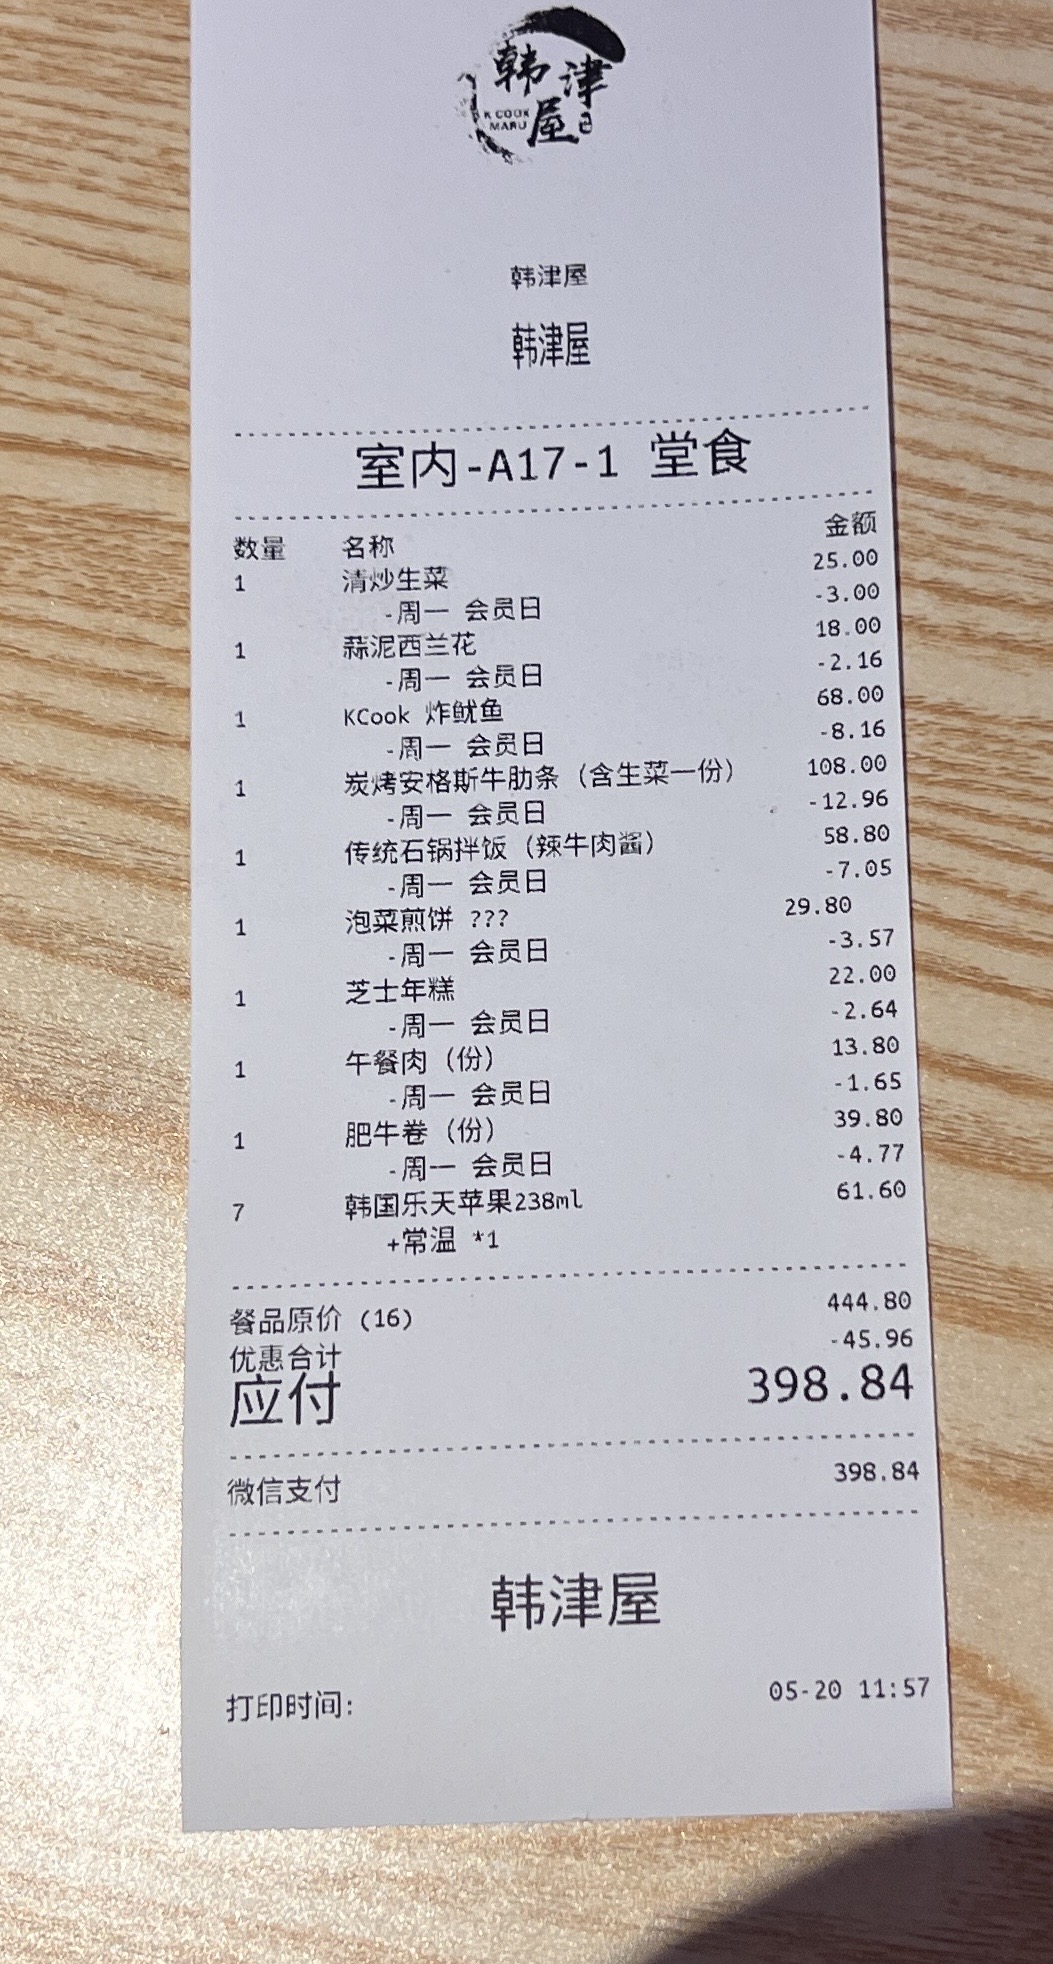 韩津
K COOK 屋
MARU
韩津屋
韩津屋
室内-A17-1 堂食
数量 名称 金额
1 清炒生菜 25.00
-周一 会员日 -3.00
1 蒜泥西兰花 18.00
-周一 会员日 -2.16
1 KCook 炸鱿鱼 68.00
-周一 会员日 -8.16
1 炭烤安格斯牛肋条（含生菜一份） 108.00
-周一 会员日 -12.96
1 传统石锅拌饭（辣牛肉酱） 58.80
-周一 会员日 -7.05
1 泡菜煎饼 ??? 29.80
-周一 会员日 -3.57
1 芝士年糕 22.00
-周一 会员日 -2.64
1 午餐肉（份） 13.80
-周一 会员日 -1.65
1 肥牛卷（份） 39.80
-周一 会员日 -4.77
7 韩国乐天苹果238ml 61.60
+常温 *1
餐品原价 (16) 444.80
优惠合计 -45.96
应付 398.84
微信支付 398.84
韩津屋
打印时间: 05-20 11:57